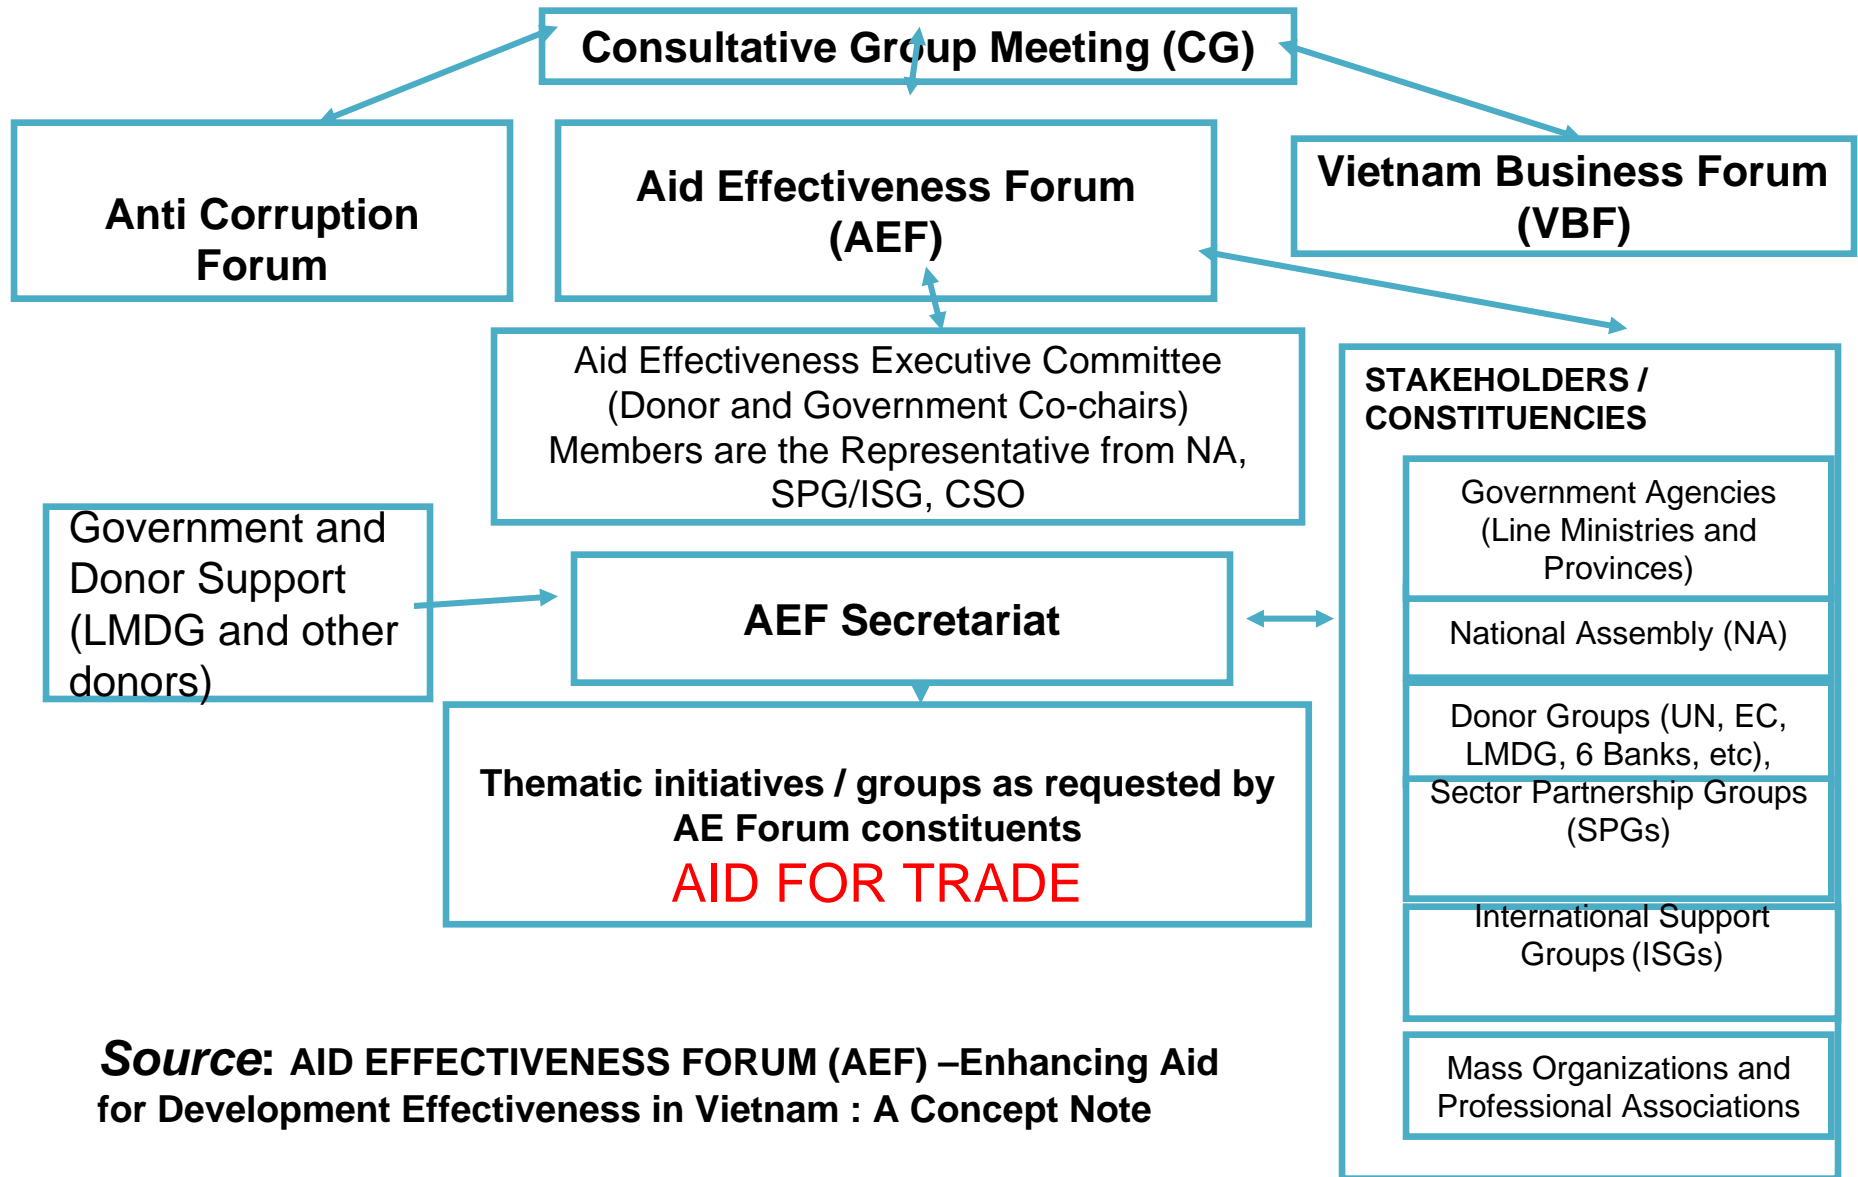 Consultative Group Meeting (CG)
Anti Corruption
Forum
Aid Effectiveness Forum
(AEF)
Vietnam Business Forum
(VBF)
Aid Effectiveness Executive Committee
(Donor and Government Co-chairs)
Members are the Representative from NA,
SPG/ISG, CSO
Government and
Donor Support
(LMDG and other
donors)
AEF Secretariat
Thematic initiatives / groups as requested by
AE Forum constituents
AID FOR TRADE
STAKEHOLDERS /
CONSTITUENCIES
Government Agencies
(Line Ministries and
Provinces)
National Assembly (NA)
Donor Groups (UN, EC,
LMDG, 6 Banks, etc),
Sector Partnership Groups
(SPGs)
International Support
Groups (ISGs)
Mass Organizations and
Professional Associations
Source: AID EFFECTIVENESS FORUM (AEF) –Enhancing Aid
for Development Effectiveness in Vietnam : A Concept Note